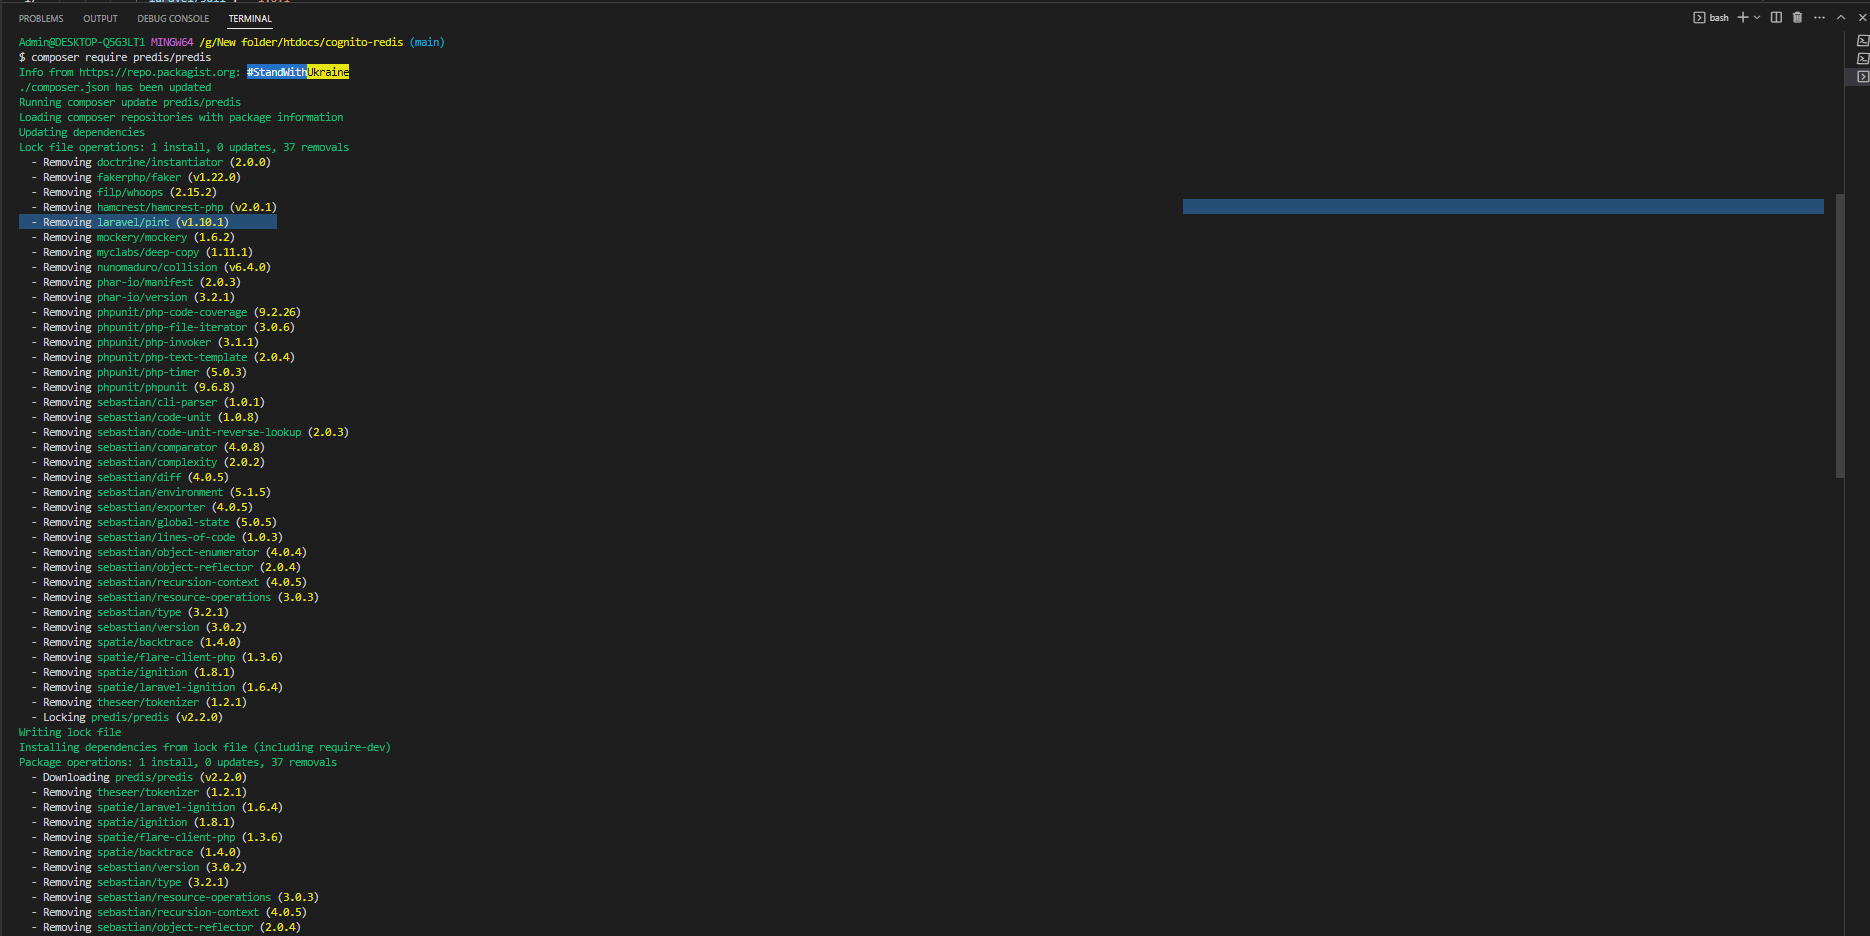 PROBLEMS OUTPUT DEBUG CONSOLE TERMINAL bash
Admin@DESKTOP-Q5G3LT1 MINGW64 /g/New folder/htdocs/cognito-redis (main)
$ composer require predis/predis
Info from https://repo.packagist.org: #StandWithUkraine
./composer.json has been updated
Running composer update predis/predis
Loading composer repositories with package information
Updating dependencies
Lock file operations: 1 install, 0 updates, 37 removals
- Removing doctrine/instantiator (2.0.0)
- Removing fakerphp/faker (v1.22.0)
- Removing filp/whoops (2.15.2)
- Removing hamcrest/hamcrest-php (v2.0.1)
- Removing laravel/pint (v1.10.1)
- Removing mockery/mockery (1.6.2)
- Removing myclabs/deep-copy (1.11.1)
- Removing nunomaduro/collision (v6.4.0)
- Removing phar-io/manifest (2.0.3)
- Removing phar-io/version (3.2.1)
- Removing phpunit/php-code-coverage (9.2.26)
- Removing phpunit/php-file-iterator (3.0.6)
- Removing phpunit/php-invoker (3.1.1)
- Removing phpunit/php-text-template (2.0.4)
- Removing phpunit/php-timer (5.0.3)
- Removing phpunit/phpunit (9.6.8)
- Removing sebastian/cli-parser (1.0.1)
- Removing sebastian/code-unit (1.0.8)
- Removing sebastian/code-unit-reverse-lookup (2.0.3)
- Removing sebastian/comparator (4.0.8)
- Removing sebastian/complexity (2.0.2)
- Removing sebastian/diff (4.0.5)
- Removing sebastian/environment (5.1.5)
- Removing sebastian/exporter (4.0.5)
- Removing sebastian/global-state (5.0.5)
- Removing sebastian/lines-of-code (1.0.3)
- Removing sebastian/object-enumerator (4.0.4)
- Removing sebastian/object-reflector (2.0.4)
- Removing sebastian/recursion-context (4.0.5)
- Removing sebastian/resource-operations (3.0.3)
- Removing sebastian/type (3.2.1)
- Removing sebastian/version (3.0.2)
- Removing spatie/backtrace (1.4.0)
- Removing spatie/flare-client-php (1.3.6)
- Removing spatie/ignition (1.8.1)
- Removing spatie/laravel-ignition (1.6.4)
- Removing theseer/tokenizer (1.2.1)
- Locking predis/predis (v2.2.0)
Writing lock file
Installing dependencies from lock file (including require-dev)
Package operations: 1 install, 0 updates, 37 removals
- Downloading predis/predis (v2.2.0)
- Removing theseer/tokenizer (1.2.1)
- Removing spatie/laravel-ignition (1.6.4)
- Removing spatie/ignition (1.8.1)
- Removing spatie/flare-client-php (1.3.6)
- Removing spatie/backtrace (1.4.0)
- Removing sebastian/version (3.0.2)
- Removing sebastian/type (3.2.1)
- Removing sebastian/resource-operations (3.0.3)
- Removing sebastian/recursion-context (4.0.5)
- Removing sebastian/object-reflector (2.0.4)